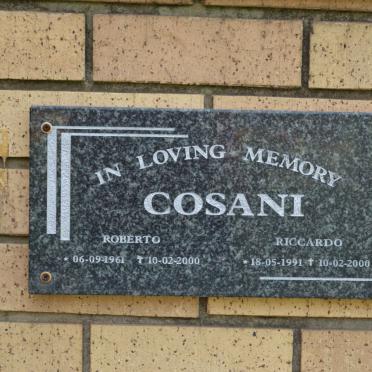 IN LOVING MEMORY
COSANI
ROBERTO RICCARDO
* 06-09-1961 ✝ 10-02-2000 * 18-05-1991 ✝ 10-02-2000